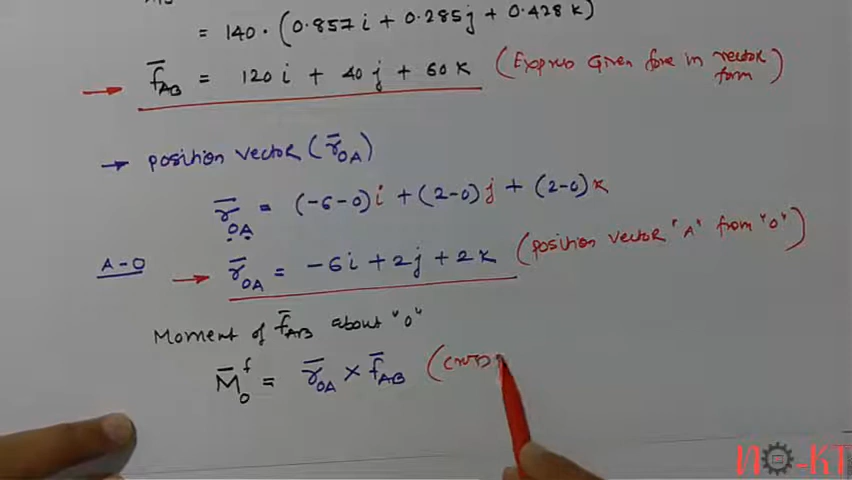 = 140 · (0.857 i + 0.285 j + 0.428 K)
f̅AB = 120 i + 40 j + 60 K (Express Given force in vector form)
→ position vector (r̅OA)
r̅OA = (-6-0) i + (2-0) j + (2-0) K
A-O → r̅OA = -6 i + 2 j + 2 K (position vector "A" from "O")
Moment of f̅AB about "O"
M̅O^f = r̅OA × f̅AB
NO-KT